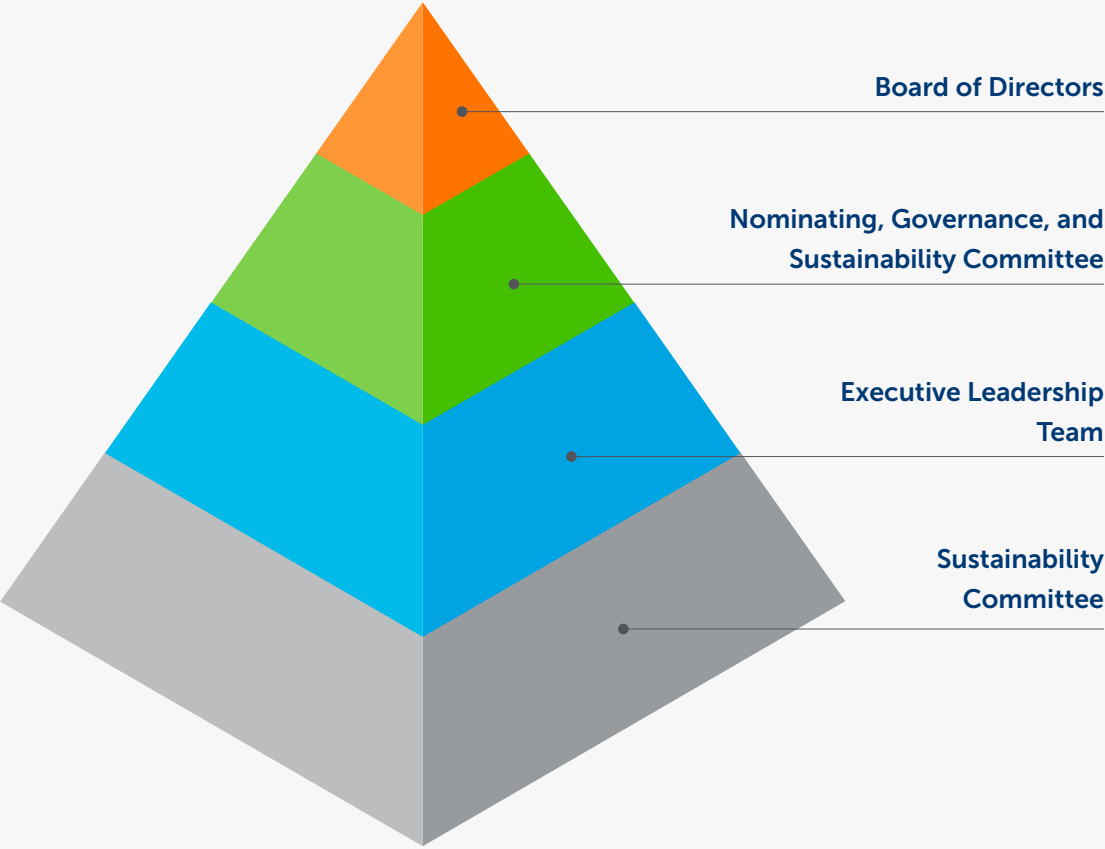 Board of Directors
Nominating, Governance, and
Sustainability Committee
Executive Leadership
Team
Sustainability
Committee